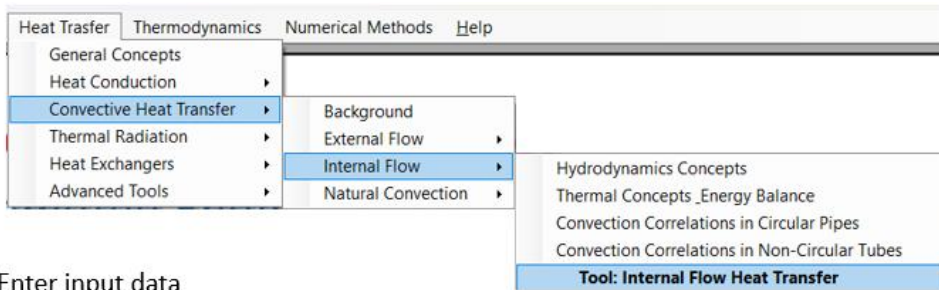 Heat Trasfer Thermodynamics Numerical Methods Help
General Concepts
Heat Conduction
Convective Heat Transfer
Thermal Radiation
Heat Exchangers
Advanced Tools
Background
External Flow
Internal Flow
Natural Convection
Hydrodynamics Concepts
Thermal Concepts _Energy Balance
Convection Correlations in Circular Pipes
Convection Correlations in Non-Circular Tubes
Tool: Internal Flow Heat Transfer
Enter input data